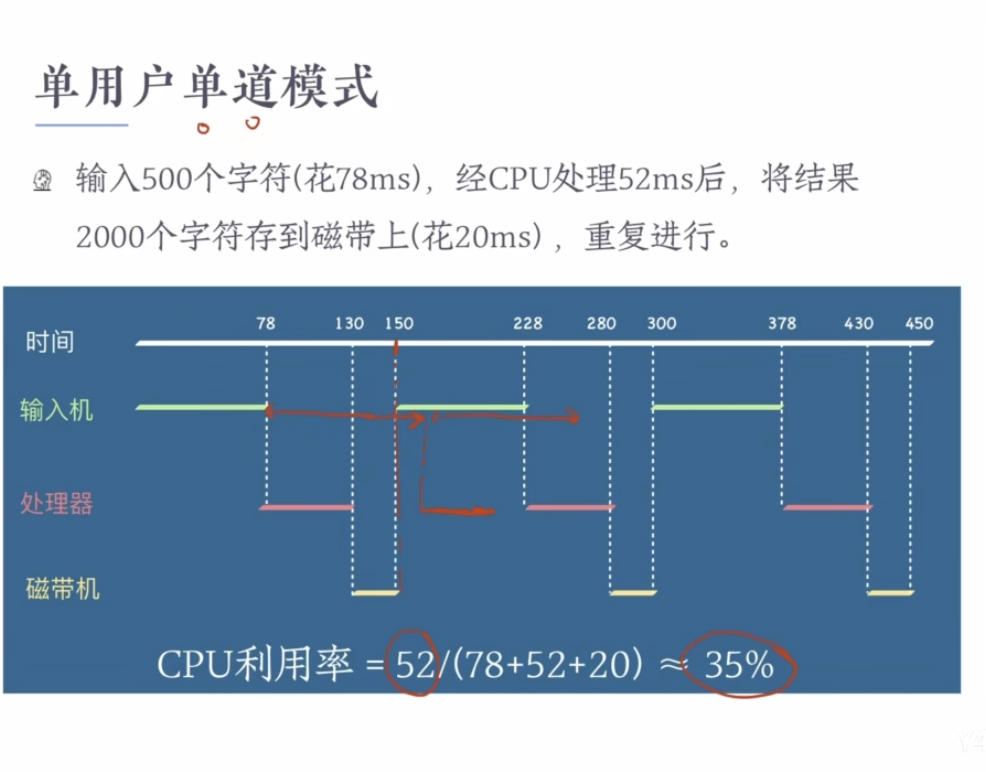 单用户单道模式
输入500个字符(花78ms)，经CPU处理52ms后，将结果
2000个字符存到磁带上(花20ms) ，重复进行。
78 130 150 228 280 300 378 430 450
时间
输入机
处理器
磁带机
CPU利用率 = 52/(78+52+20) ≈ 35%